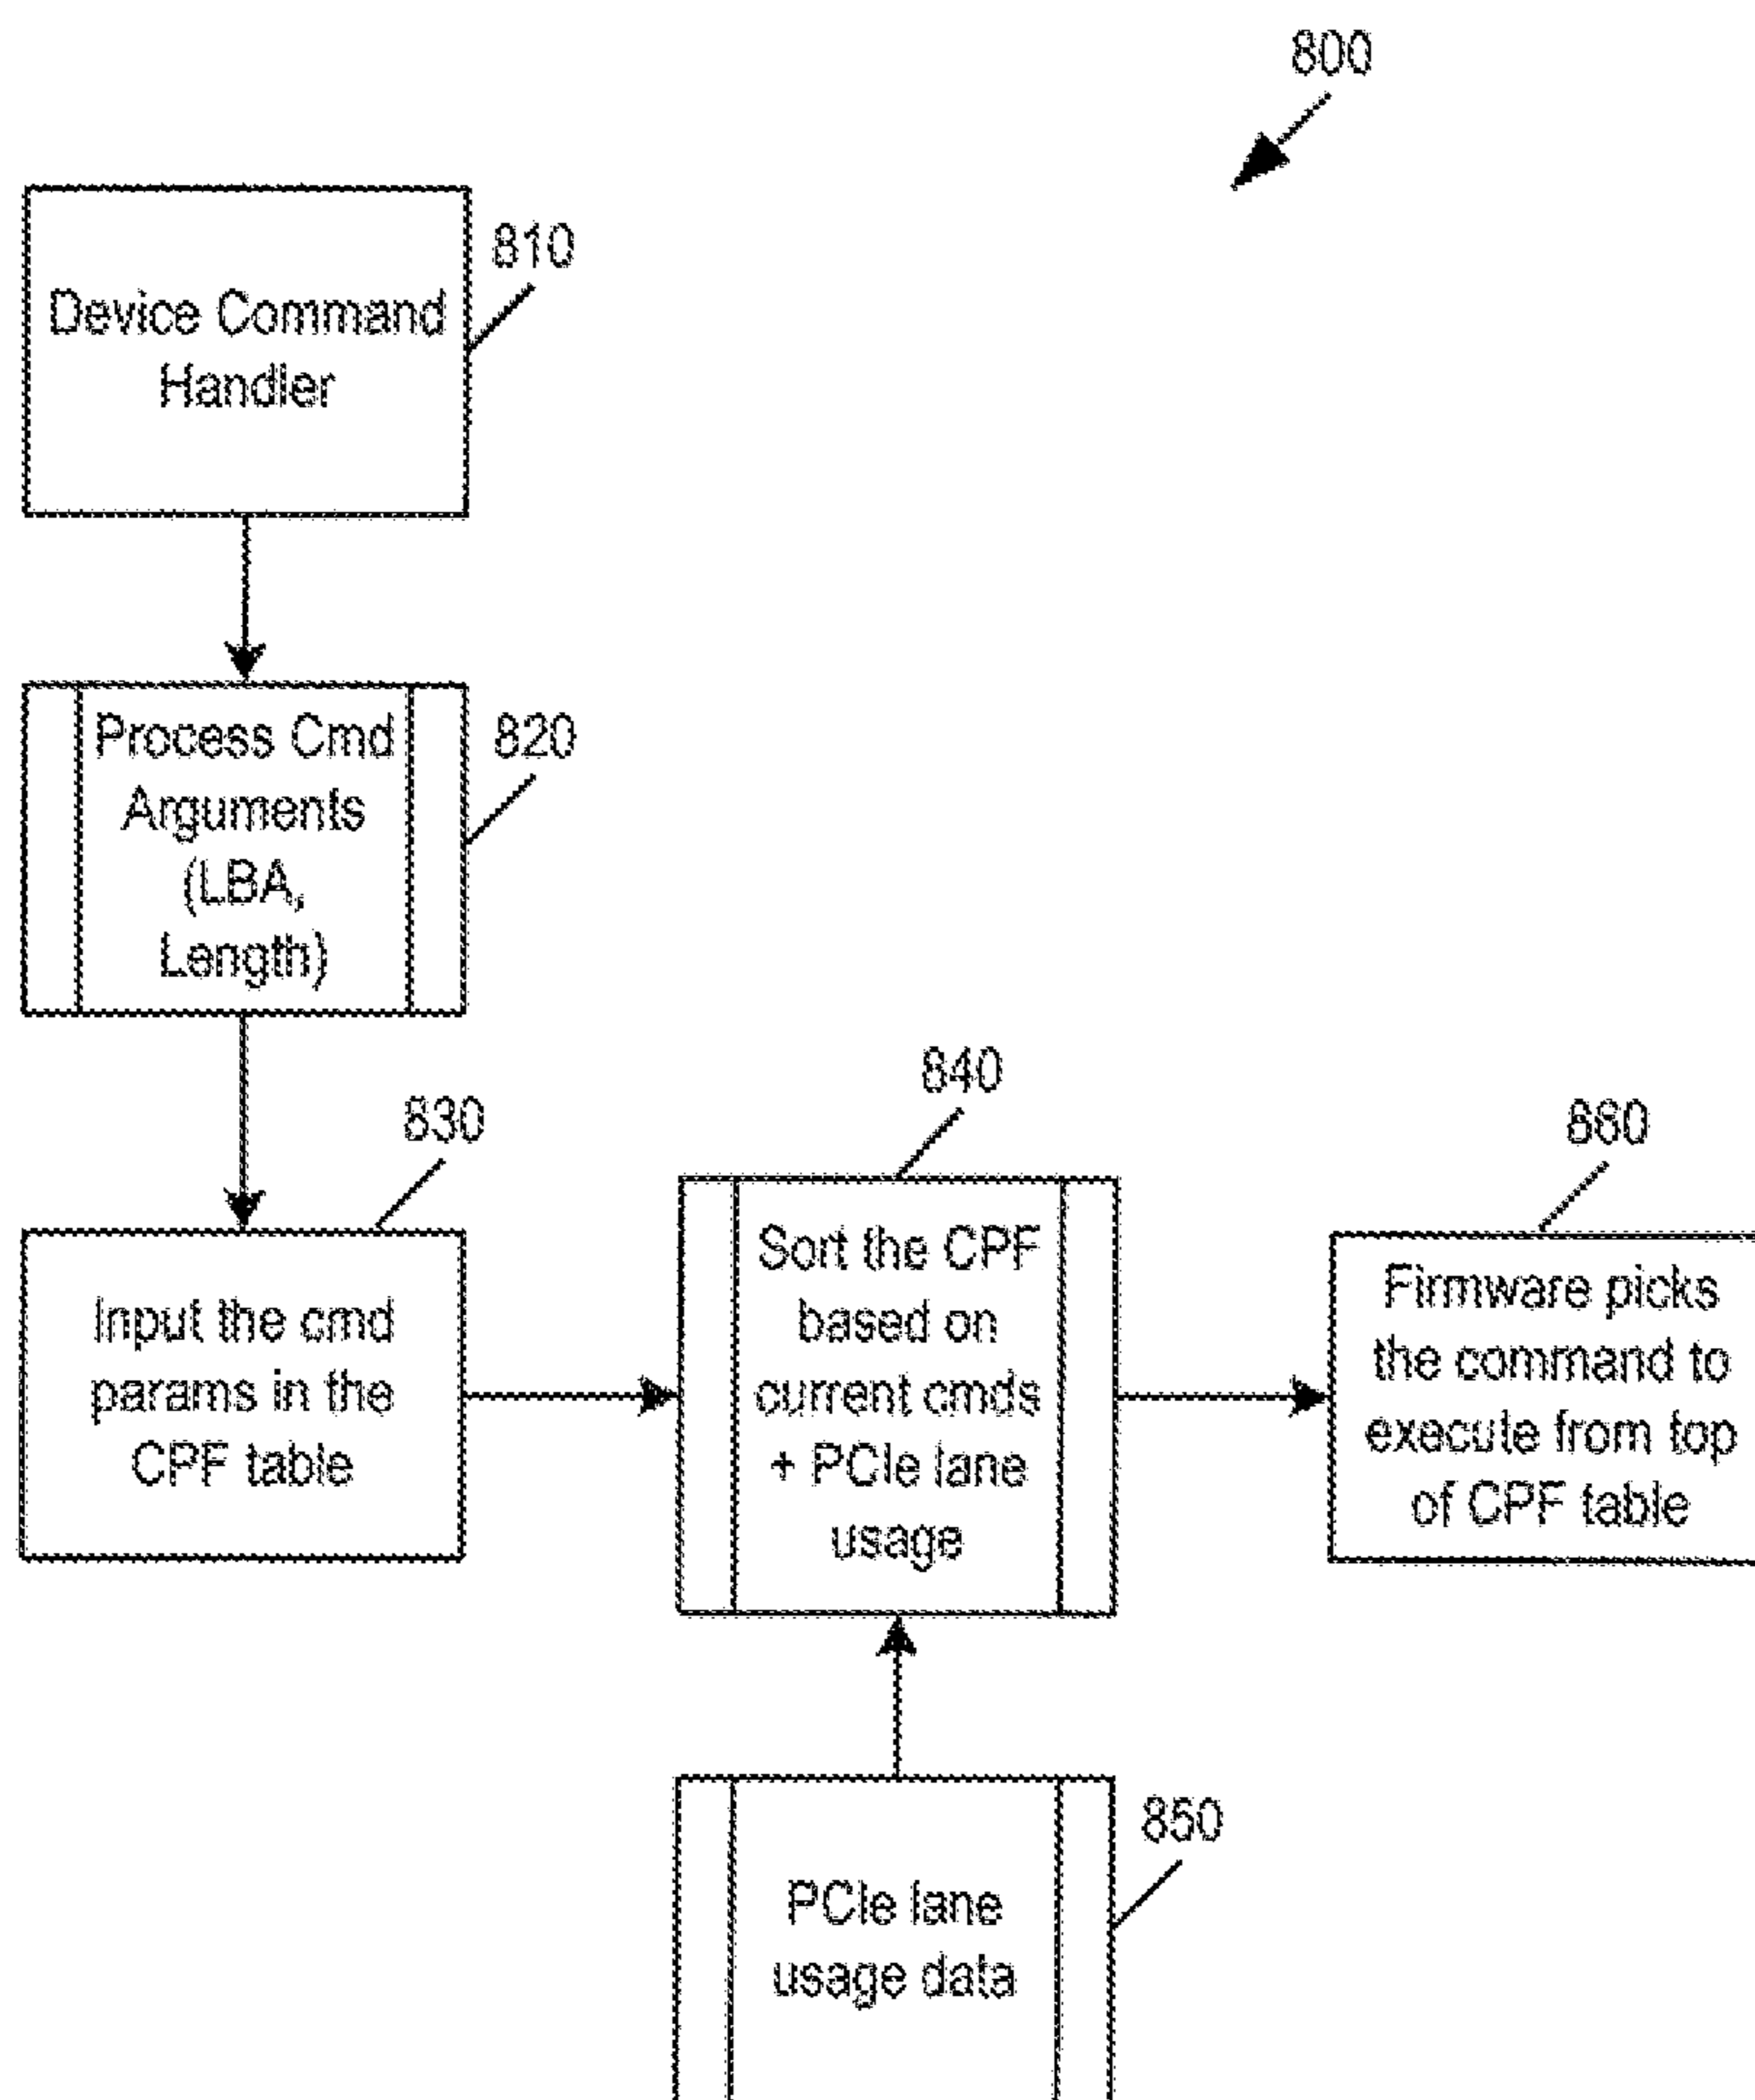 800
810
Device Command
Handler
820
Process Cmd
Arguments
(LBA,
Length)
830
Input the cmd
params in the
CPF table
840
Sort the CPF
based on
current cmds
+ PCIe lane
usage
860
Firmware picks
the command to
execute from top
of CPF table
850
PCIe lane
usage data